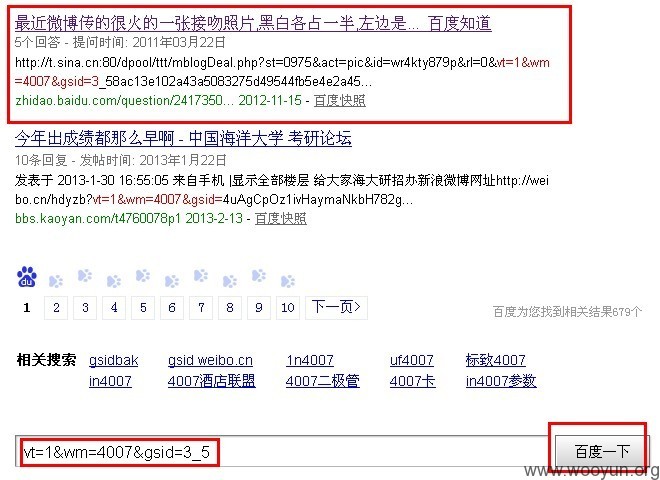 最近微博传的很火的一张接吻照片,黑白各占一半,左边是... 百度知道
5个回答 - 提问时间: 2011年03月22日
http://t.sina.cn:80/dpool/ttt/mblogDeal.php?st=0975&act=pic&id=wr4kty879p&rl=0&vt=1&wm
=4007&gsid=3_58ac13e102a43a5083275d49544fb5e4e2a45...
zhidao.baidu.com/question/2417350... 2012-11-15 - 百度快照
今年出成绩都那么早啊 - 中国海洋大学 考研论坛
10条回复 - 发帖时间: 2013年1月22日
发表于 2013-1-30 16:55:05 来自手机 |显示全部楼层 给大家海大研招办新浪微博网址http://wei
bo.cn/hdyzb?vt=1&wm=4007&gsid=4uAgCpOz1ivHaymaNkbH782g...
bbs.kaoyan.com/t4760078p1 2013-2-13 - 百度快照
du
1 2 3 4 5 6 7 8 9 10 下一页>
百度为您找到相关结果679个
相关搜索 gsidbak gsid weibo.cn 1n4007 uf4007 标致4007
in4007 4007酒店联盟 4007二极管 4007卡 in4007参数
vt=1&wm=4007&gsid=3_5 百度一下
www.wooyun.org